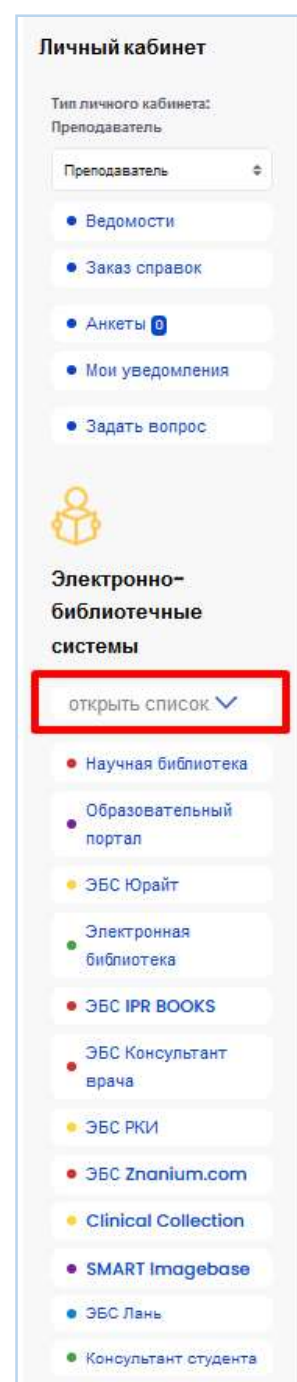 Личный кабинет
Тип личного кабинета:
Преподаватель
Преподаватель
Ведомости
Заказ справок
Анкеты 0
Мои уведомления
Задать вопрос
Электронно-
библиотечные
системы
открыть список
Научная библиотека
Образовательный
портал
ЭБС Юрайт
Электронная
библиотека
ЭБС IPR BOOKS
ЭБС Консультант
врача
ЭБС РКИ
ЭБС Znanium.com
Clinical Collection
SMART Imagebase
ЭБС Лань
Консультант студента